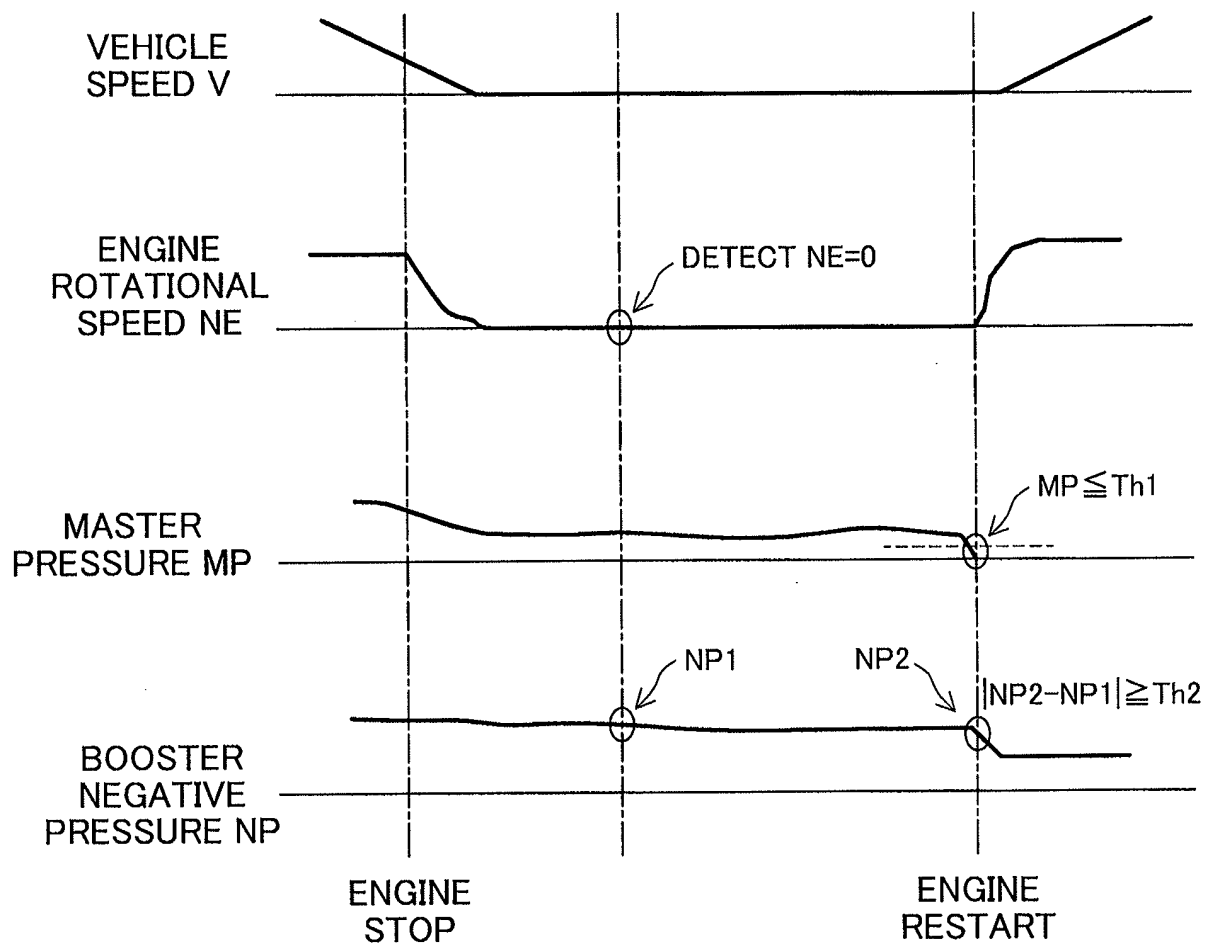 VEHICLE
SPEED V
ENGINE
ROTATIONAL
SPEED NE
DETECT NE=0
MASTER
PRESSURE MP
MP≦Th1
BOOSTER
NEGATIVE
PRESSURE NP
NP1
NP2
|NP2-NP1|≧Th2
ENGINE
STOP
ENGINE
RESTART